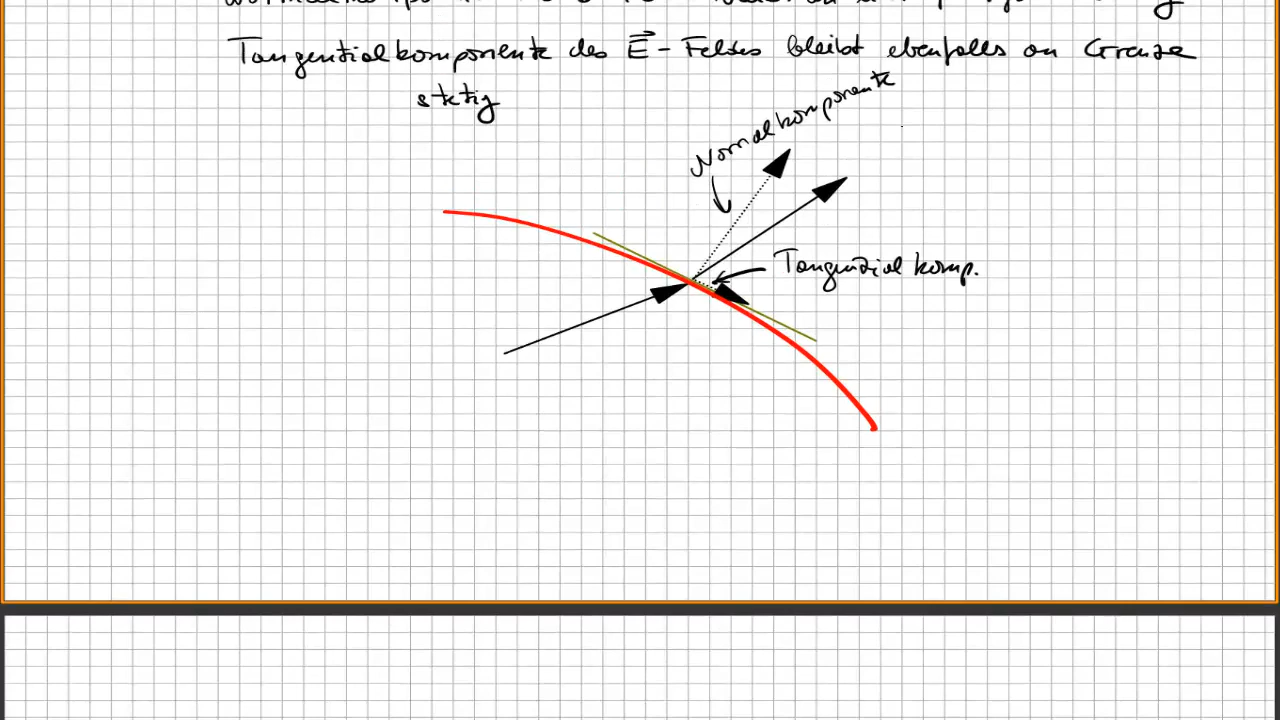 Tangentialkomponente des E - Feldes bleibt ebenfalls an Grenze
stetig
Normalkomponente
Tangential komp.